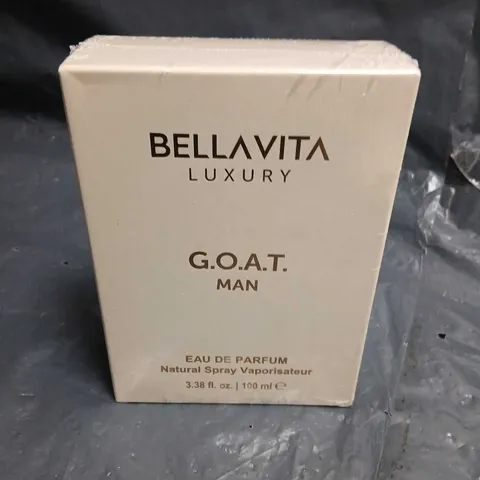 BELLAVITA
LUXURY
G.O.A.T.
MAN
EAU DE PARFUM
Natural Spray Vaporisateur
3.38 fl. oz. | 100 ml ℮